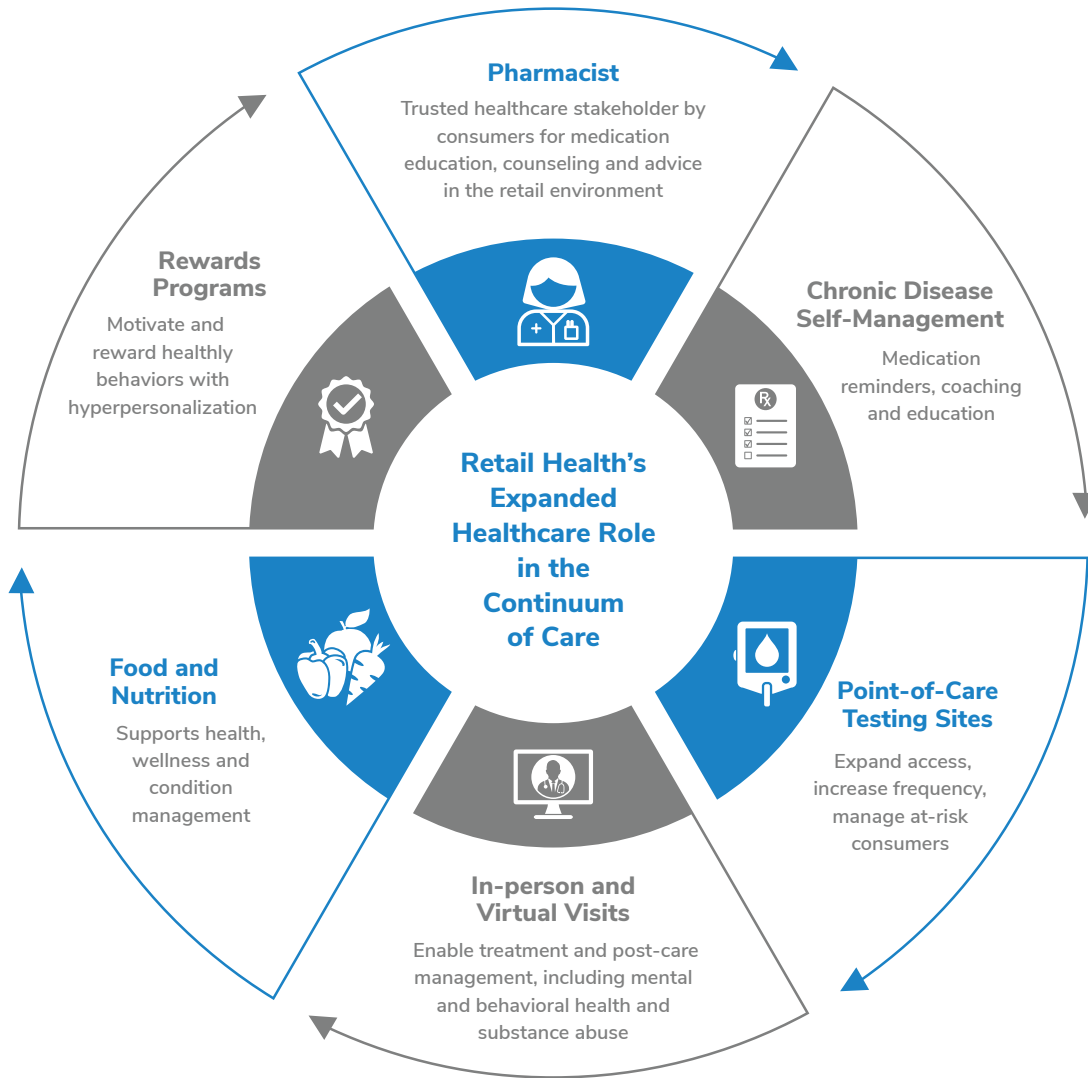 Pharmacist
Trusted healthcare stakeholder by
consumers for medication
education, counseling and advice
in the retail environment
Chronic Disease
Self-Management
Medication
reminders, coaching
and education
Rx
Point-of-Care
Testing Sites
Expand access,
increase frequency,
manage at-risk
consumers
In-person and
Virtual Visits
Enable treatment and post-care
management, including mental
and behavioral health and
substance abuse
Food and
Nutrition
Supports health,
wellness and
condition
management
Rewards
Programs
Motivate and
reward healthly
behaviors with
hyperpersonalization
Retail Health’s
Expanded
Healthcare Role
in the
Continuum
of Care